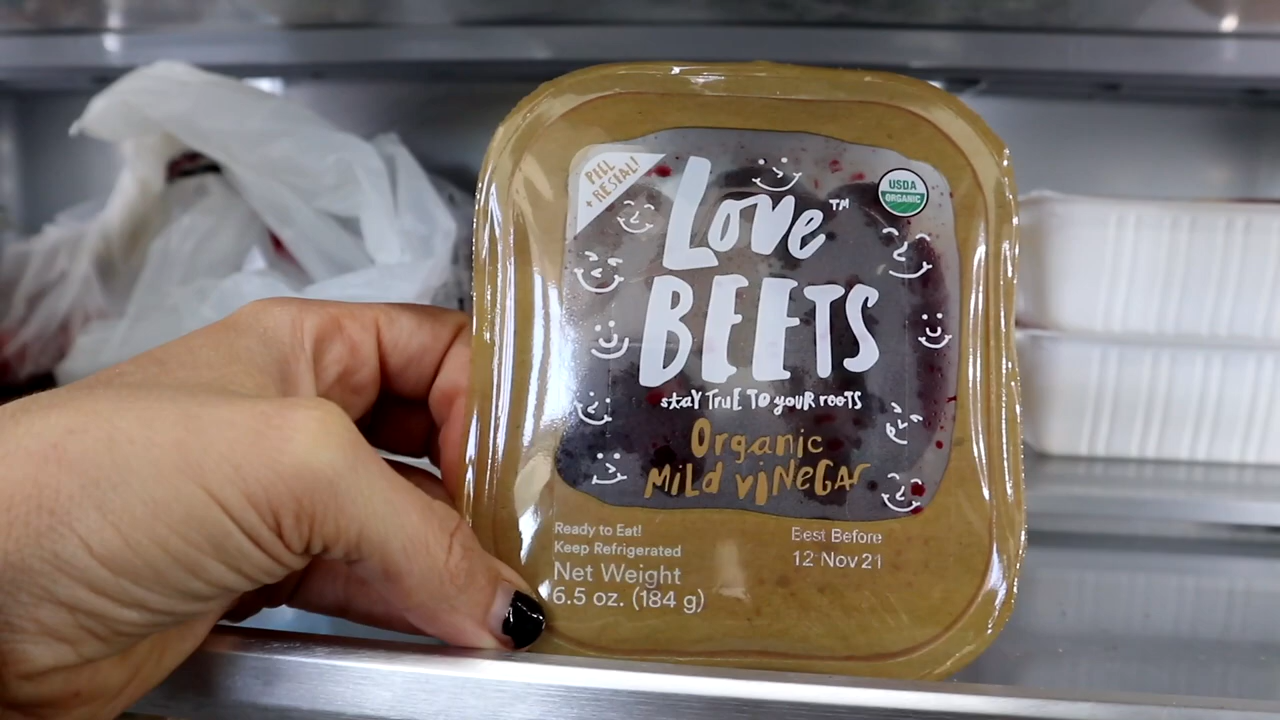 PEEL
+ RESEAL!
USDA
ORGANIC
Love™
BEETS
stay TruE TO youR rooTS
Organic
MiLd viNeGAr
Ready to Eat!
Keep Refrigerated
Net Weight
6.5 oz. (184 g)
Best Before
12 Nov 21